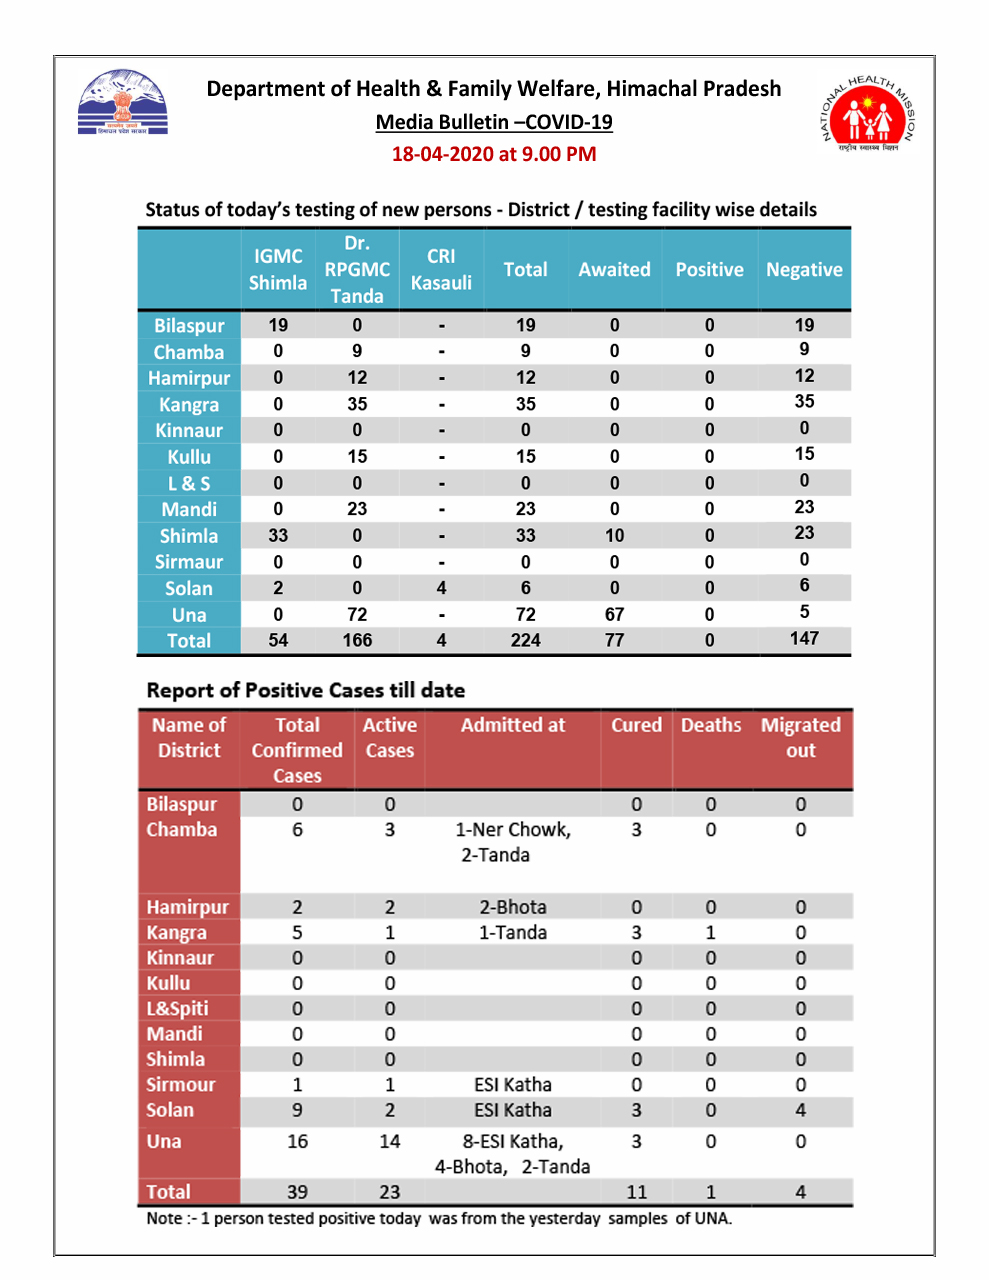 Department of Health & Family Welfare, Himachal Pradesh
Media Bulletin –COVID-19
18-04-2020 at 9.00 PM
हिमाचल प्रदेश सरकार
NATIONAL HEALTH MISSION
राष्ट्रीय स्वास्थ्य मिशन
Status of today's testing of new persons - District / testing facility wise details
IGMC Shimla Dr. RPGMC Tanda CRI Kasauli Total Awaited Positive Negative
Bilaspur 19 0 - 19 0 0 19
Chamba 0 9 - 9 0 0 9
Hamirpur 0 12 - 12 0 0 12
Kangra 0 35 - 35 0 0 35
Kinnaur 0 0 - 0 0 0 0
Kullu 0 15 - 15 0 0 15
L & S 0 0 - 0 0 0 0
Mandi 0 23 - 23 0 0 23
Shimla 33 0 - 33 10 0 23
Sirmaur 0 0 - 0 0 0 0
Solan 2 0 4 6 0 0 6
Una 0 72 - 72 67 0 5
Total 54 166 4 224 77 0 147
Report of Positive Cases till date
Name of District Total Confirmed Cases Active Cases Admitted at Cured Deaths Migrated out
Bilaspur 0 0 0 0 0
Chamba 6 3 1-Ner Chowk, 3 0 0
2-Tanda
Hamirpur 2 2 2-Bhota 0 0 0
Kangra 5 1 1-Tanda 3 1 0
Kinnaur 0 0 0 0 0
Kullu 0 0 0 0 0
L&Spiti 0 0 0 0 0
Mandi 0 0 0 0 0
Shimla 0 0 0 0 0
Sirmour 1 1 ESI Katha 0 0 0
Solan 9 2 ESI Katha 3 0 4
Una 16 14 8-ESI Katha, 3 0 0
4-Bhota, 2-Tanda
Total 39 23 11 1 4
Note :- 1 person tested positive today was from the yesterday samples of UNA.